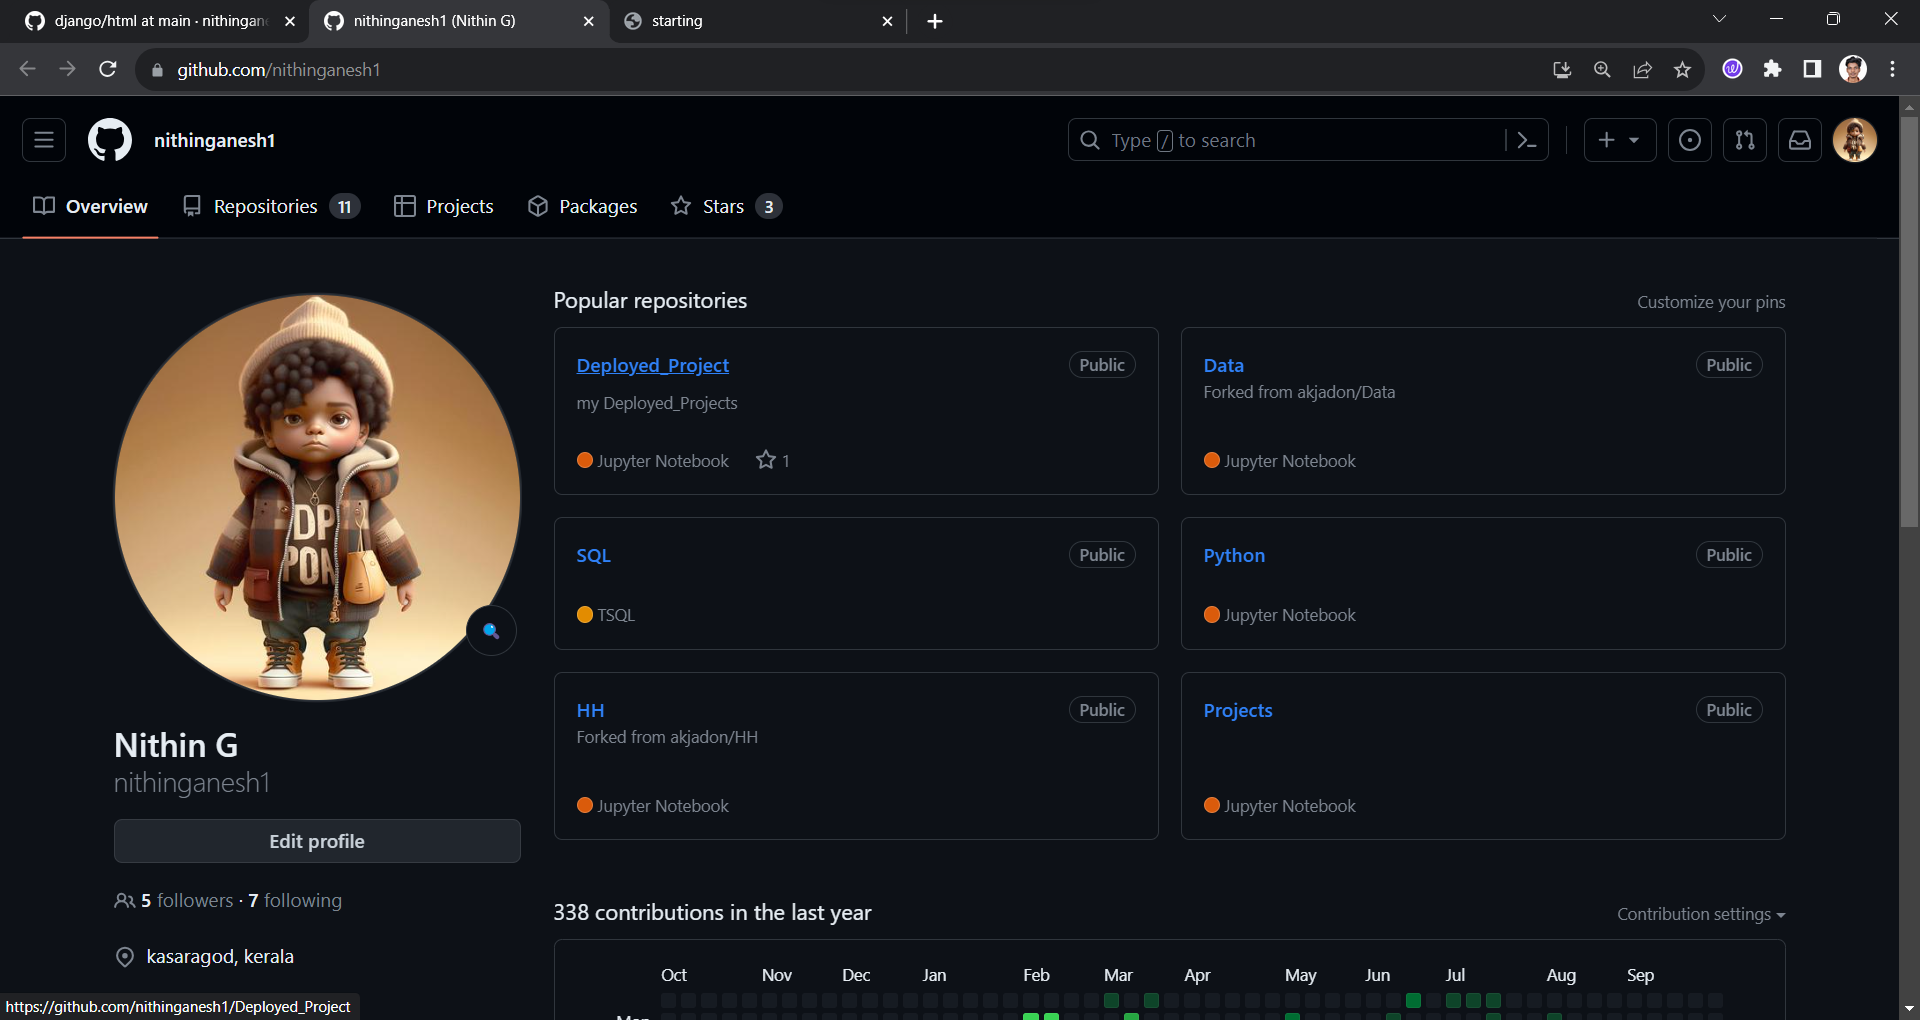 django/html at main · nithingane
nithinganesh1 (Nithin G)
starting
github.com/nithinganesh1
nithinganesh1
Type / to search
Overview
Repositories 11
Projects
Packages
Stars 3
Popular repositories
Customize your pins
Deployed_Project Public
my Deployed_Projects
Jupyter Notebook 1
Data Public
Forked from akjadon/Data
Jupyter Notebook
SQL Public
TSQL
Python Public
Jupyter Notebook
HH Public
Forked from akjadon/HH
Jupyter Notebook
Projects Public
Jupyter Notebook
DP
PON
Nithin G
nithinganesh1
Edit profile
5 followers · 7 following
kasaragod, kerala
338 contributions in the last year
Contribution settings
Oct Nov Dec Jan Feb Mar Apr May Jun Jul Aug Sep
Mon
https://github.com/nithinganesh1/Deployed_Project